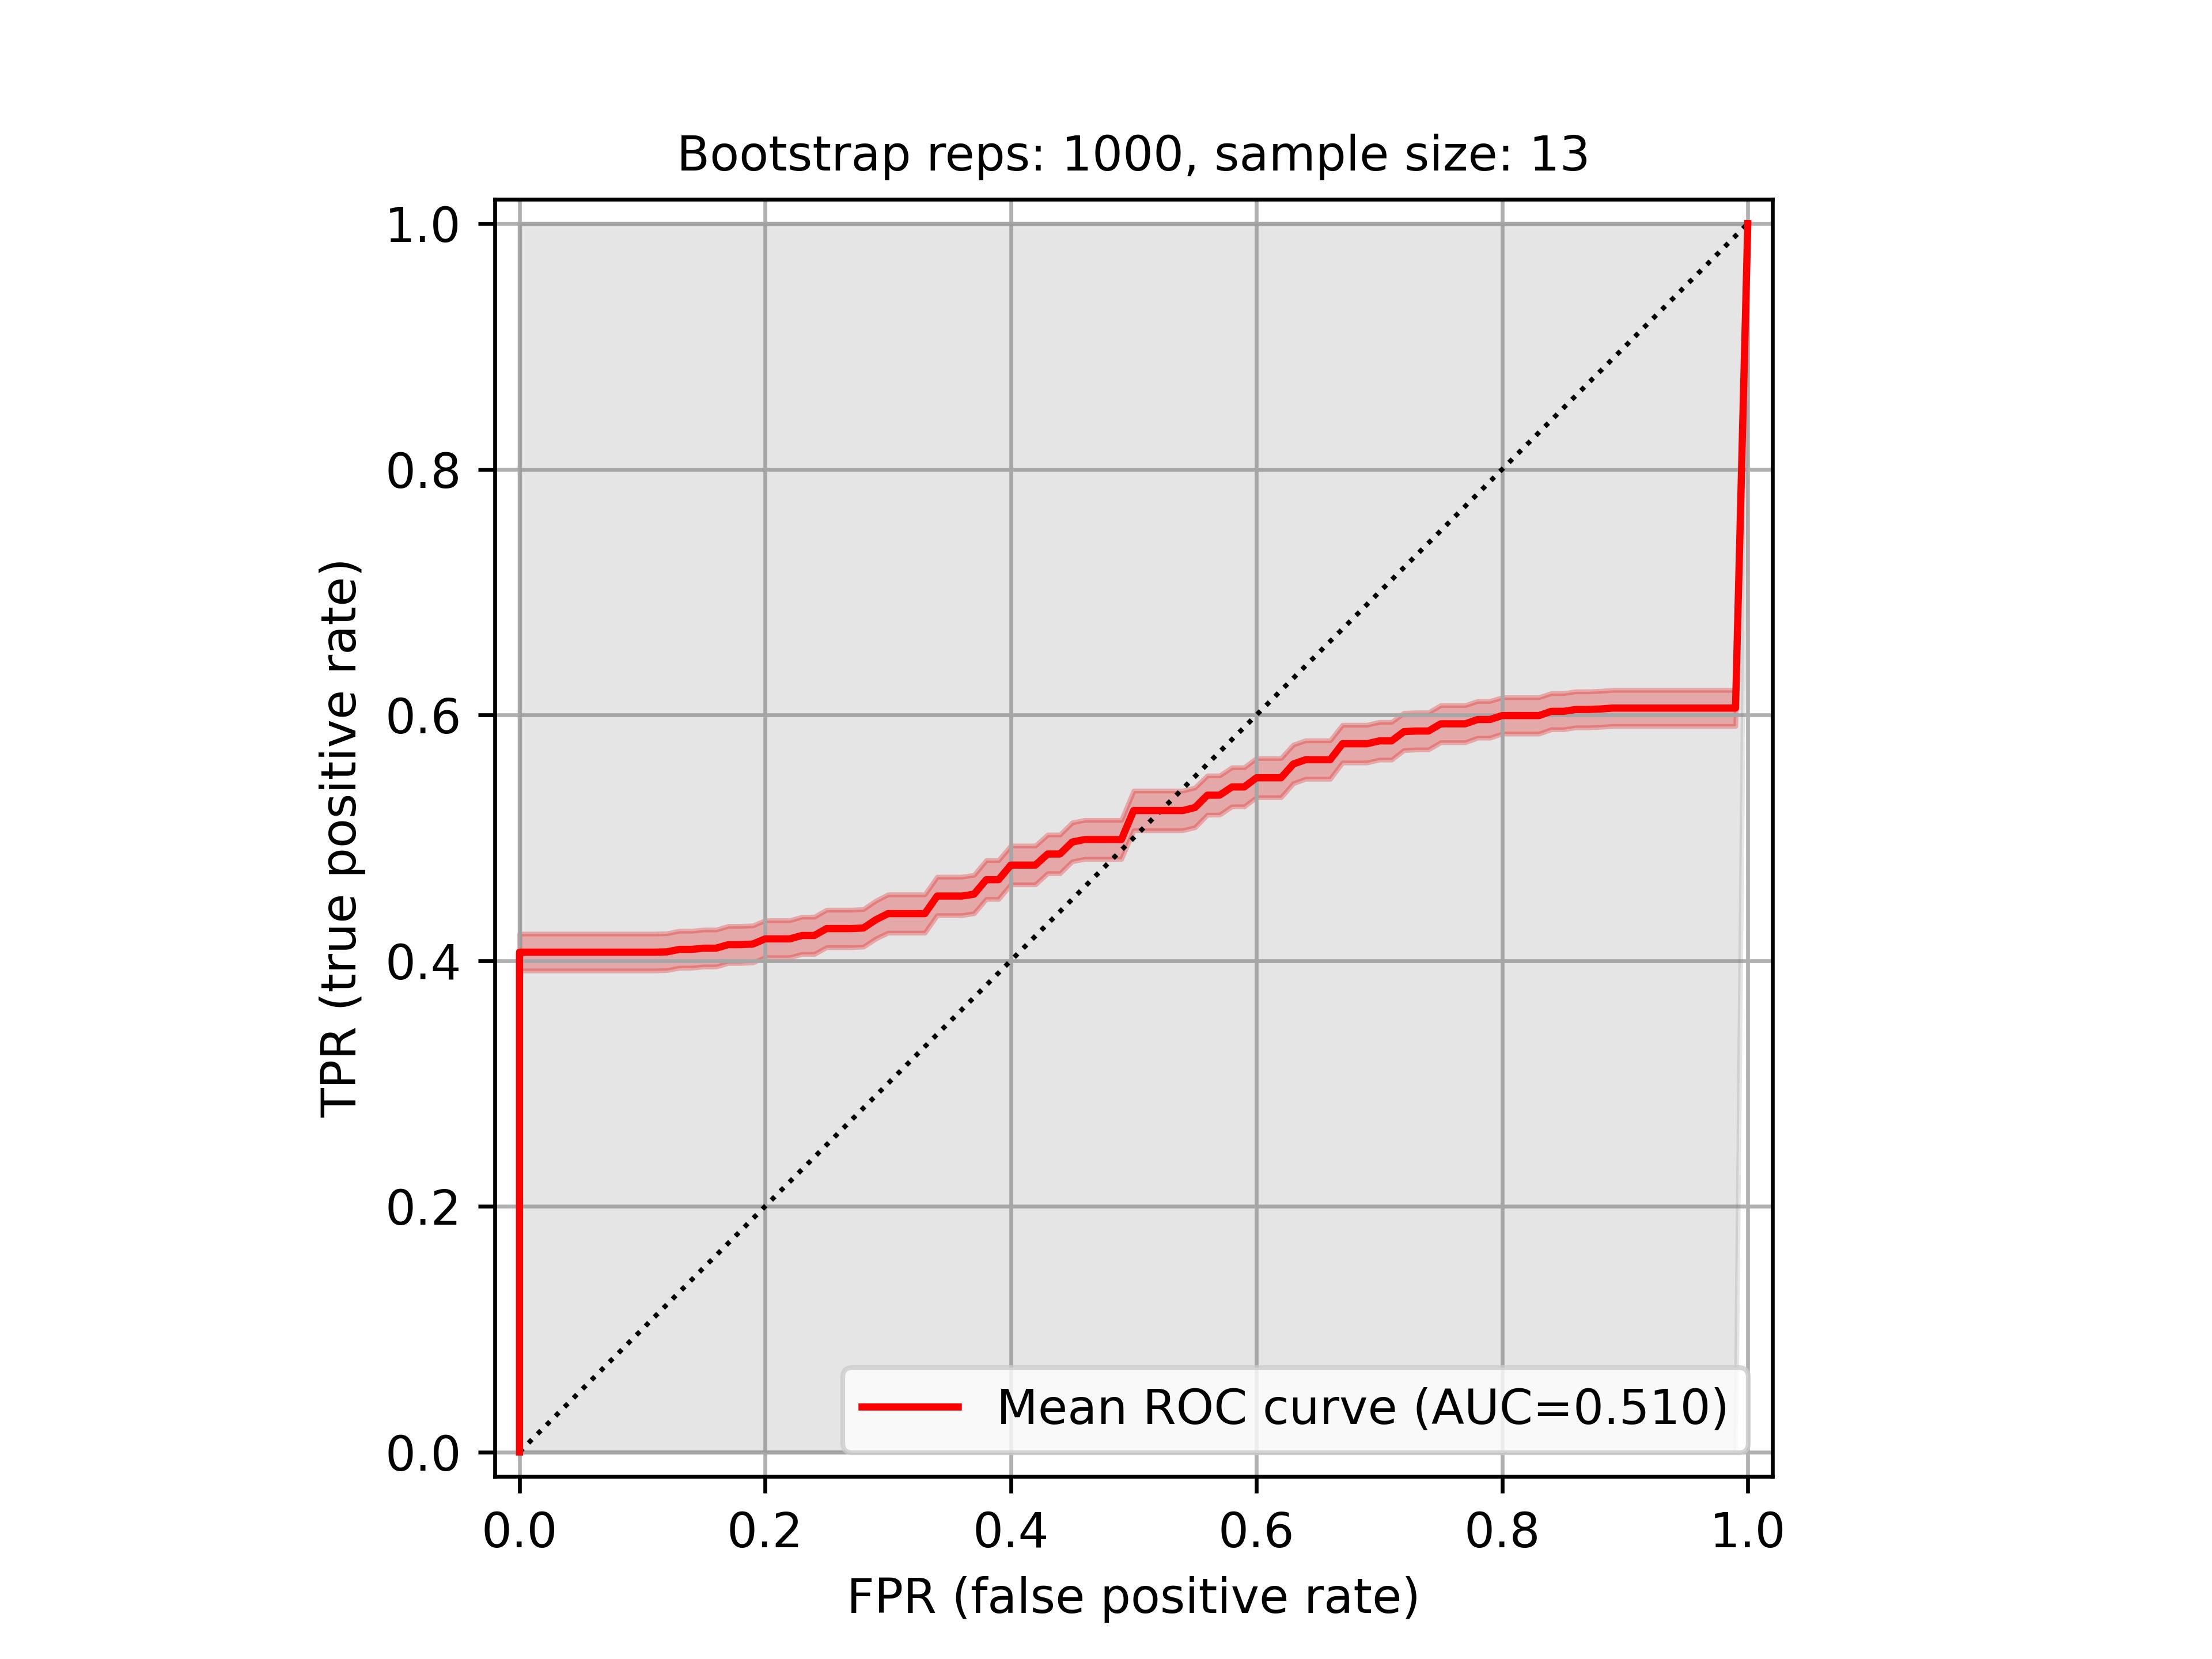 Bootstrap reps: 1000, sample size: 13
1.0
0.8
0.6
0.4
0.2
0.0
TPR (true positive rate)
Mean ROC curve (AUC=0.510)
0.0 0.2 0.4 0.6 0.8 1.0
FPR (false positive rate)